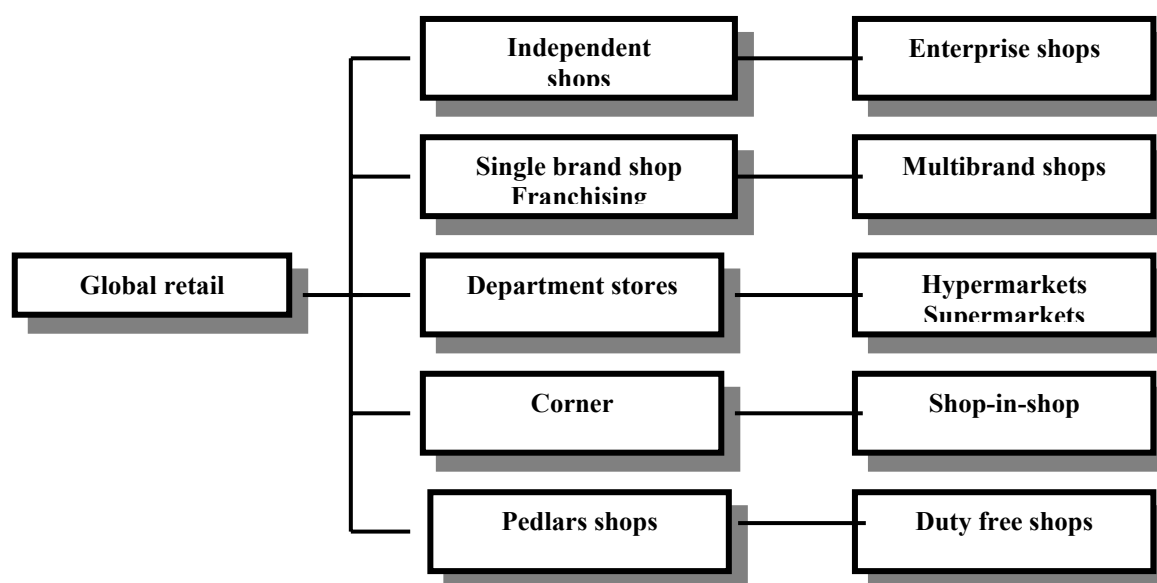 Independent
shops
Enterprise shops
Single brand shop
Franchising
Multibrand shops
Global retail
Department stores
Hypermarkets
Supermarkets
Corner
Shop-in-shop
Pedlars shops
Duty free shops